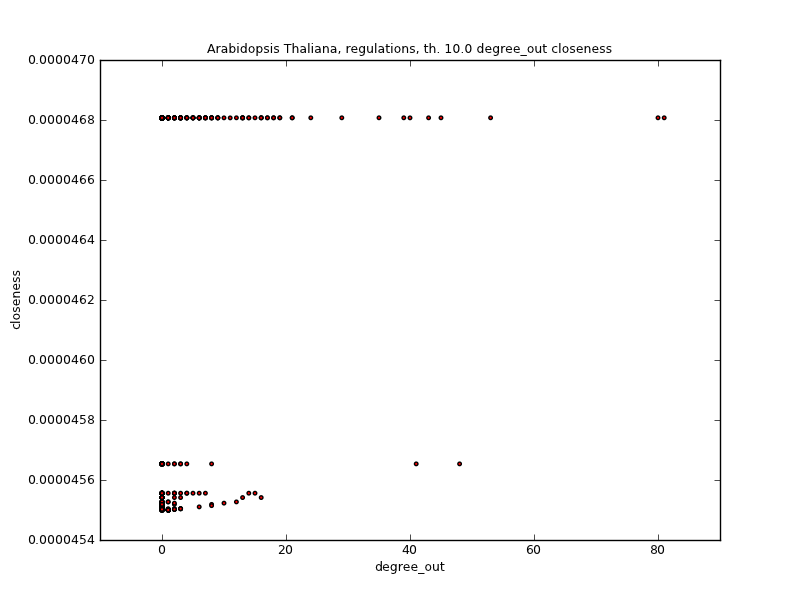 Arabidopsis Thaliana, regulations, th. 10.0 degree_out closeness
0.0000470
0.0000468
0.0000466
0.0000464
0.0000462
0.0000460
0.0000458
0.0000456
0.0000454
closeness
0 20 40 60 80
degree_out